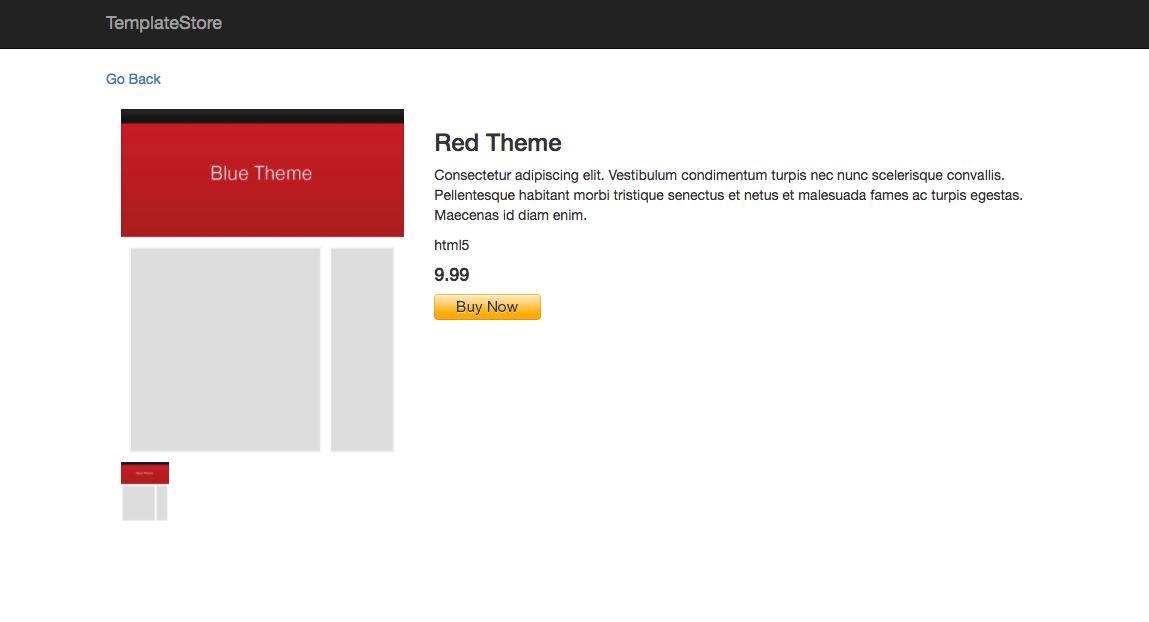 TemplateStore
Go Back
Blue Theme
Red Theme
Consectetur adipiscing elit. Vestibulum condimentum turpis nec nunc scelerisque convallis.
Pellentesque habitant morbi tristique senectus et netus et malesuada fames ac turpis egestas.
Maecenas id diam enim.
html5
9.99
Buy Now